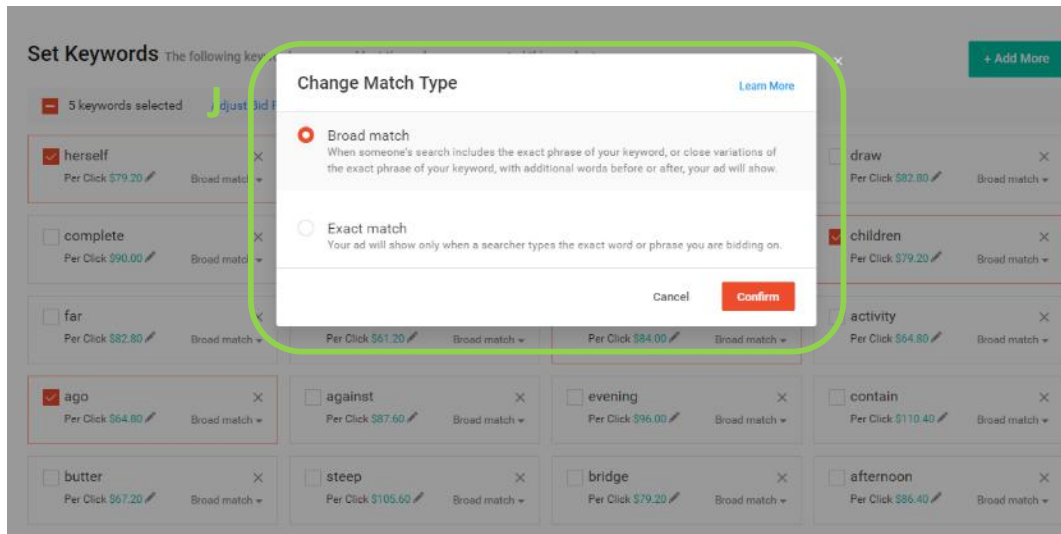 Set Keywords The following
+ Add More
5 keywords selected
J
Change Match Type
Learn More
Broad match
When someone's search includes the exact phrase of your keyword, or close variations of
the exact phrase of your keyword, with additional words before or after, your ad will show.
Exact match
Your ad will show only when a searcher types the exact word or phrase you are bidding on.
Cancel Confirm
herself
Per Click $79.20 Broad match
draw
Per Click $82.80 Broad match
complete
Per Click $90.00 Broad match
children
Per Click $79.20 Broad match
far
Per Click $82.80 Broad match
Per Click $61.20 Broad match
Per Click $84.00 Broad match
activity
Per Click $64.80 Broad match
ago
Per Click $64.80 Broad match
against
Per Click $87.60 Broad match
evening
Per Click $96.00 Broad match
contain
Per Click $110.40 Broad match
butter
Per Click $67.20 Broad match
steep
Per Click $105.60 Broad match
bridge
Per Click $79.20 Broad match
afternoon
Per Click $86.40 Broad match